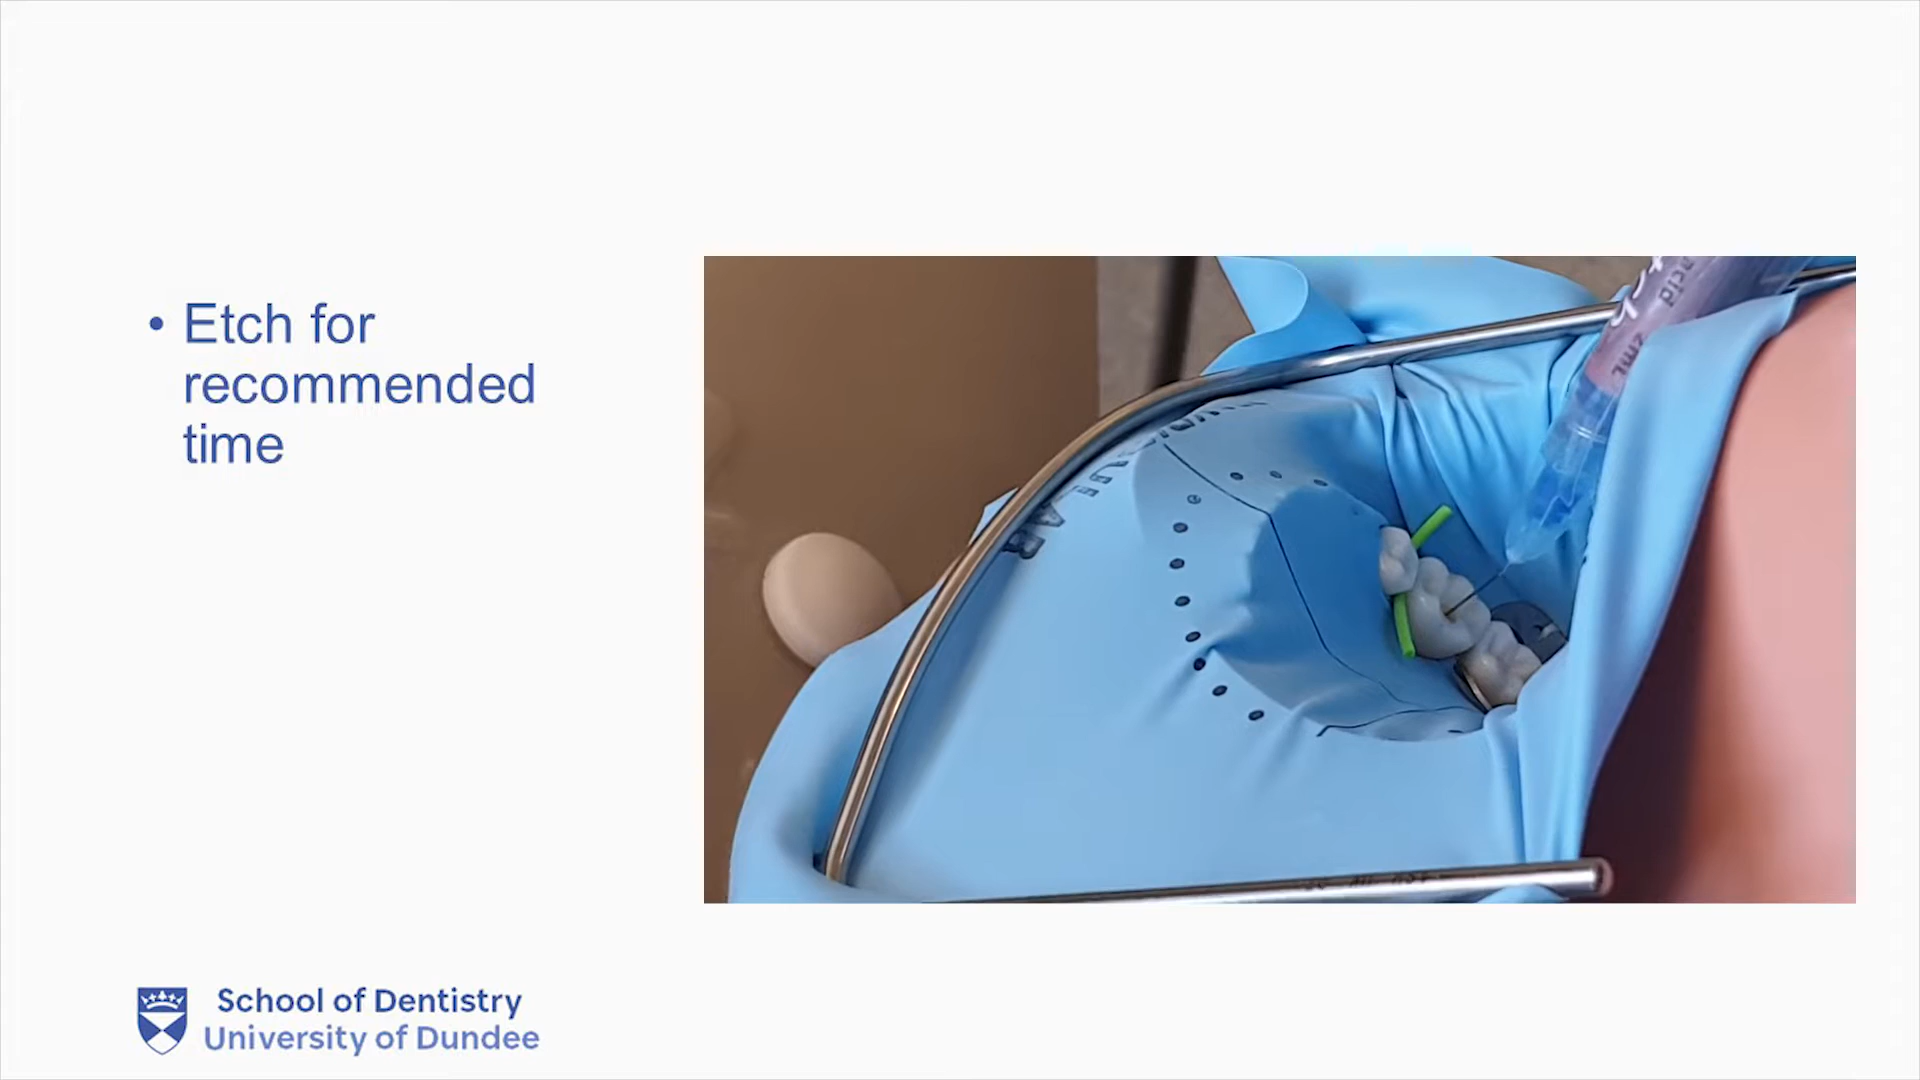 • Etch for
recommended
time
School of Dentistry
University of Dundee